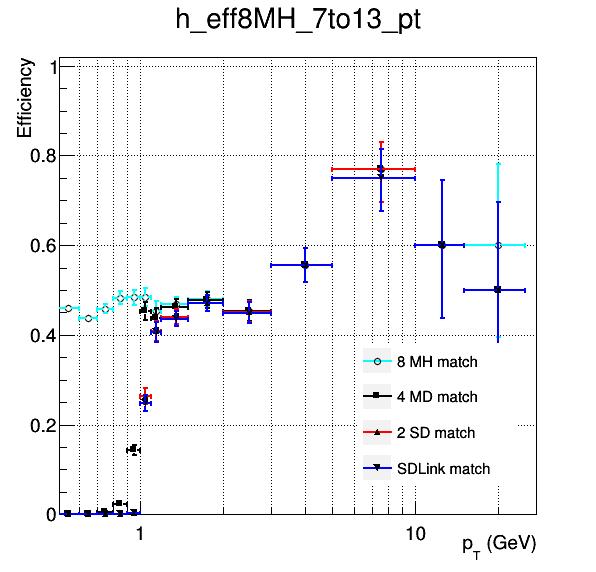 h_eff8MH_7to13_pt
Efficiency
1
0.8
0.6
0.4
0.2
0
8 MH match
4 MD match
2 SD match
SDLink match
1
10
pT (GeV)